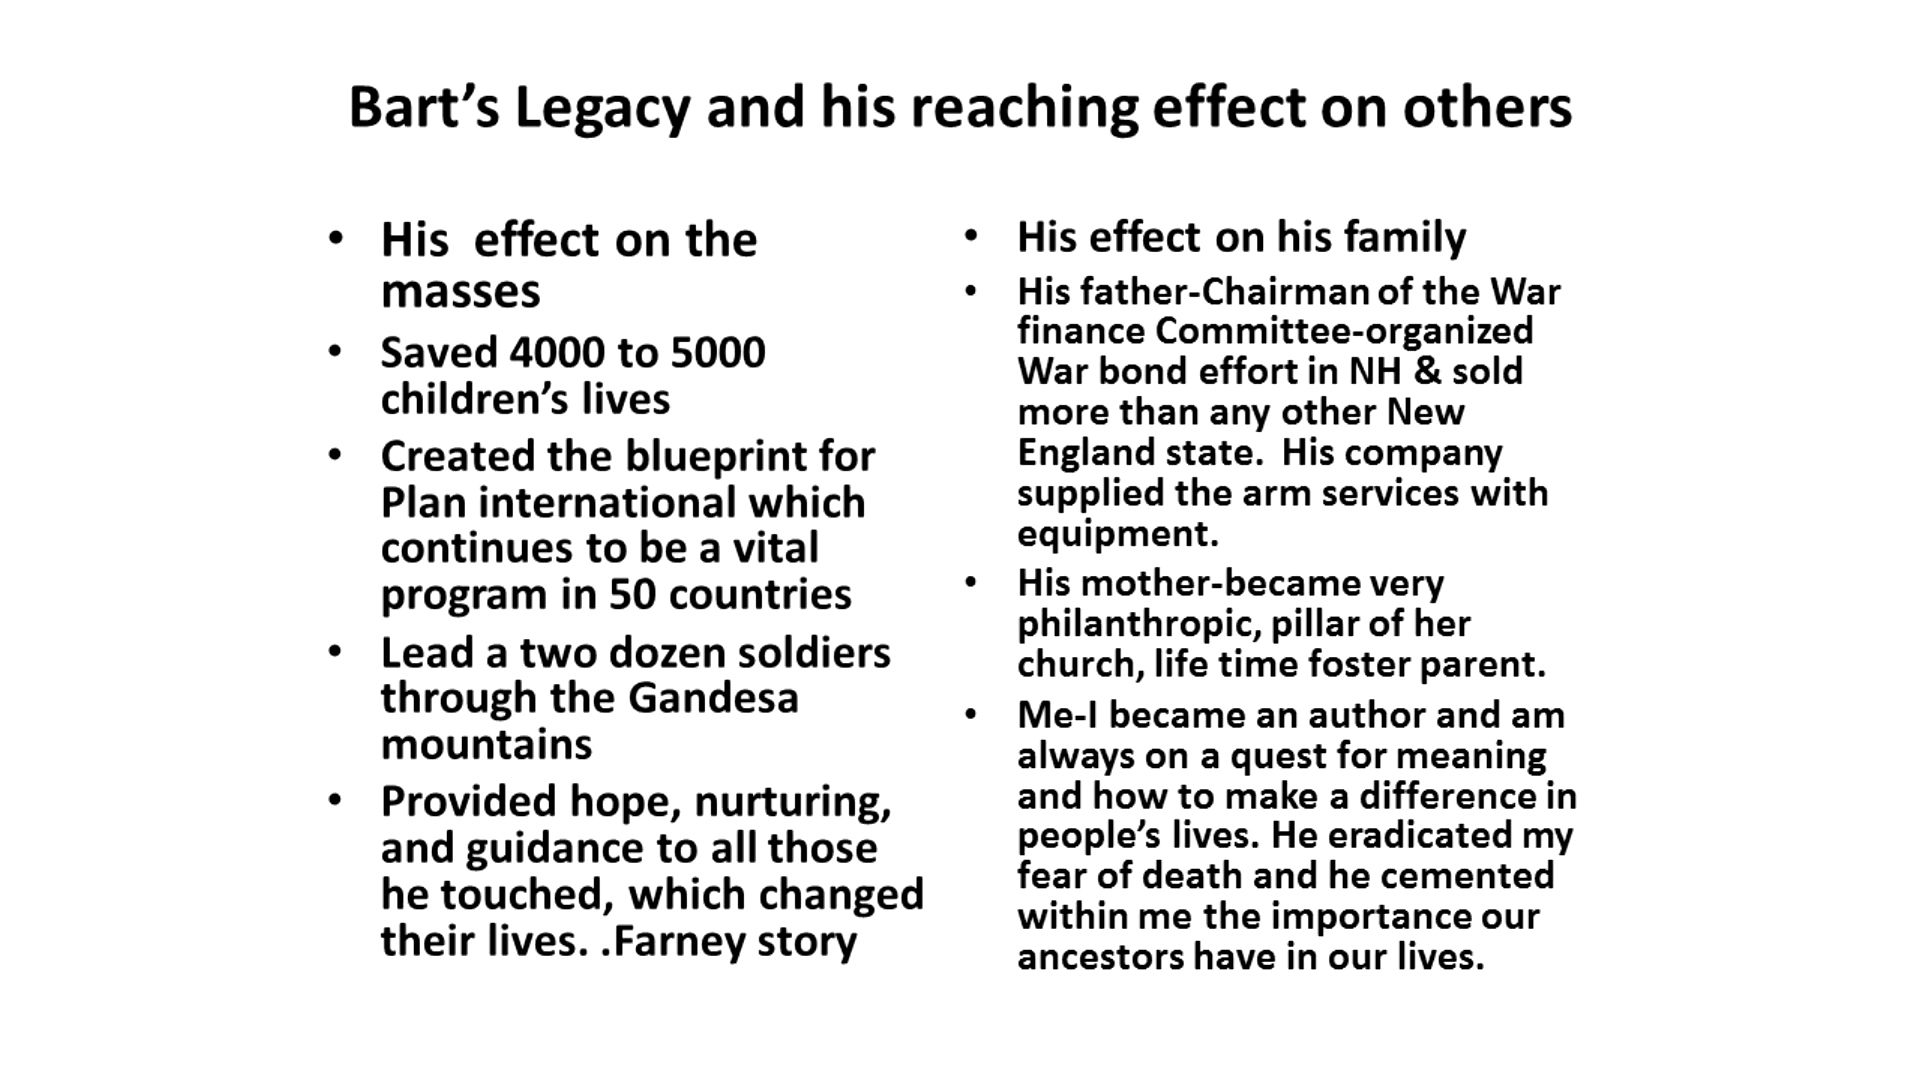 Bart’s Legacy and his reaching effect on others
• His effect on the
masses
• Saved 4000 to 5000
children’s lives
• Created the blueprint for
Plan international which
continues to be a vital
program in 50 countries
• Lead a two dozen soldiers
through the Gandesa
mountains
• Provided hope, nurturing,
and guidance to all those
he touched, which changed
their lives. .Farney story
• His effect on his family
• His father-Chairman of the War
finance Committee-organized
War bond effort in NH & sold
more than any other New
England state. His company
supplied the arm services with
equipment.
• His mother-became very
philanthropic, pillar of her
church, life time foster parent.
• Me-I became an author and am
always on a quest for meaning
and how to make a difference in
people’s lives. He eradicated my
fear of death and he cemented
within me the importance our
ancestors have in our lives.